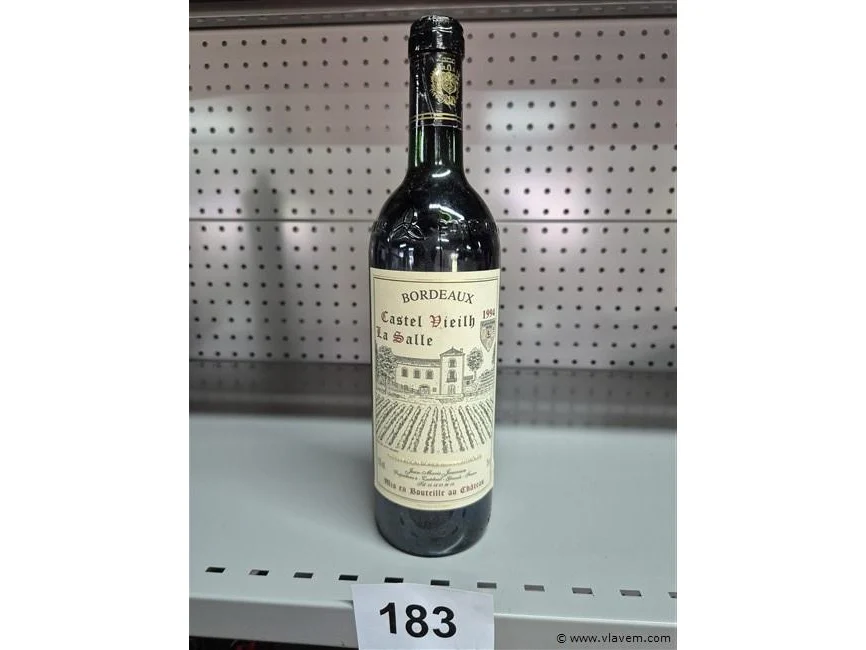 BORDEAUX
Castel Vieilh 1994
La Salle
Mis en Bouteille au Château
183
© www.vlavem.com